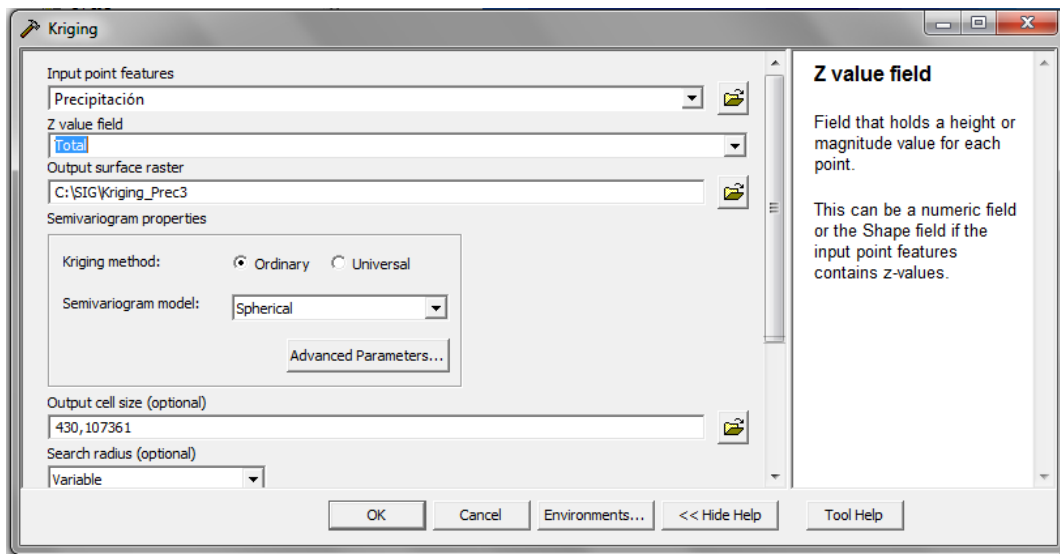 Kriging
Input point features
Precipitación
Z value field
Total
Output surface raster
C:\SIG\Kriging_Prec3
Semivariogram properties
Kriging method:
Ordinary
Universal
Semivariogram model:
Spherical
Advanced Parameters...
Output cell size (optional)
430,107361
Search radius (optional)
Variable
Z value field
Field that holds a height or
magnitude value for each
point.
This can be a numeric field
or the Shape field if the
input point features
contains z-values.
OK
Cancel
Environments...
<< Hide Help
Tool Help